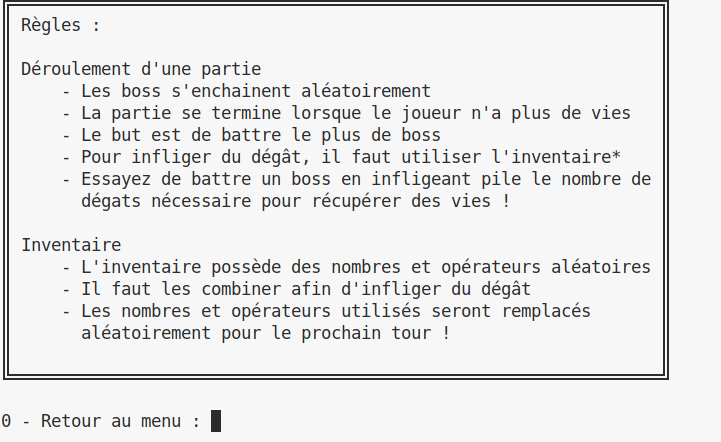 Règles :
Déroulement d'une partie
- Les boss s'enchainent aléatoirement
- La partie se termine lorsque le joueur n'a plus de vies
- Le but est de battre le plus de boss
- Pour infliger du dégât, il faut utiliser l'inventaire*
- Essayez de battre un boss en infligeant pile le nombre de
dégats nécessaire pour récupérer des vies !
Inventaire
- L'inventaire possède des nombres et opérateurs aléatoires
- Il faut les combiner afin d'infliger du dégât
- Les nombres et opérateurs utilisés seront remplacés
aléatoirement pour le prochain tour !
0 - Retour au menu :